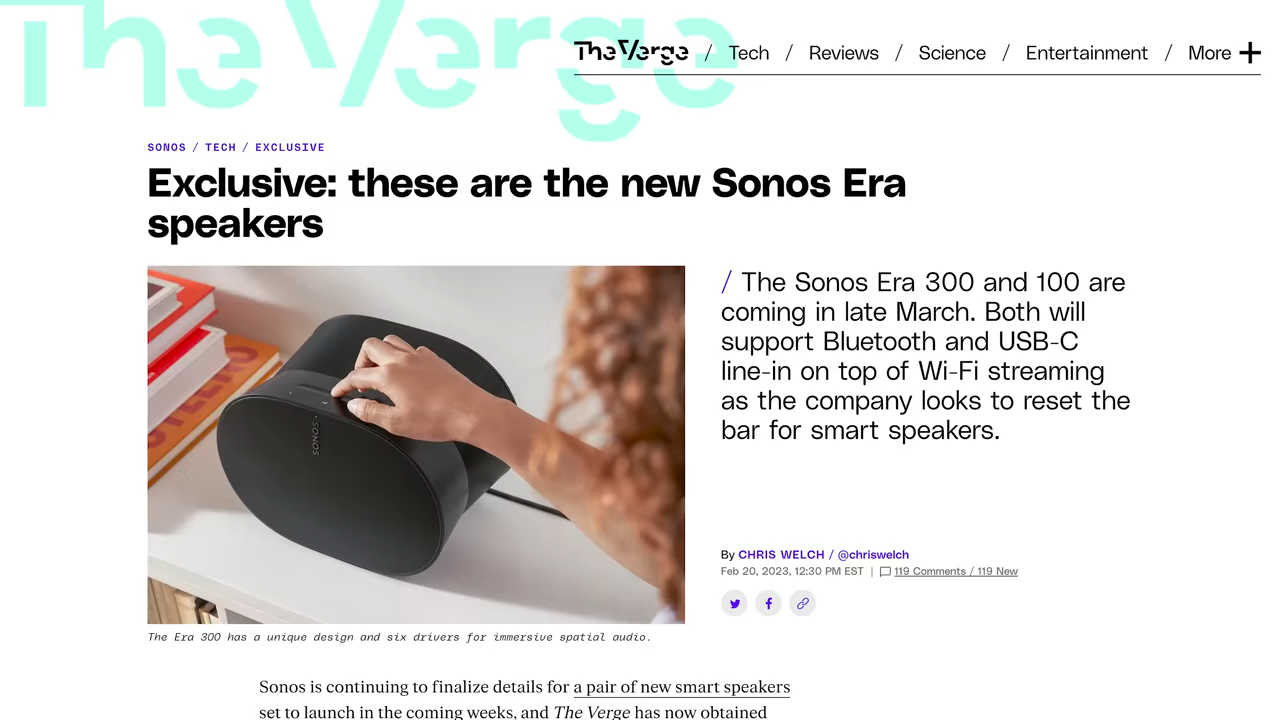 The Verge
The Verge / Tech / Reviews / Science / Entertainment / More +
SONOS / TECH / EXCLUSIVE
Exclusive: these are the new Sonos Era
speakers
SONOS
/ The Sonos Era 300 and 100 are
coming in late March. Both will
support Bluetooth and USB-C
line-in on top of Wi-Fi streaming
as the company looks to reset the
bar for smart speakers.
By CHRIS WELCH / @chriswelch
Feb 20, 2023, 12:30 PM EST | 119 Comments / 119 New
The Era 300 has a unique design and six drivers for immersive spatial audio.
Sonos is continuing to finalize details for a pair of new smart speakers
set to launch in the coming weeks, and The Verge has now obtained